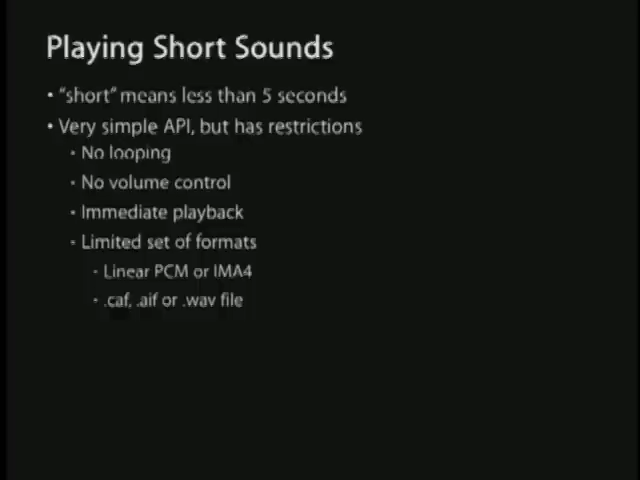 Playing Short Sounds
• "short" means less than 5 seconds
• Very simple API, but has restrictions
• No looping
• No volume control
• Immediate playback
• Limited set of formats
• Linear PCM or IMA4
• .caf, .aif or .wav file